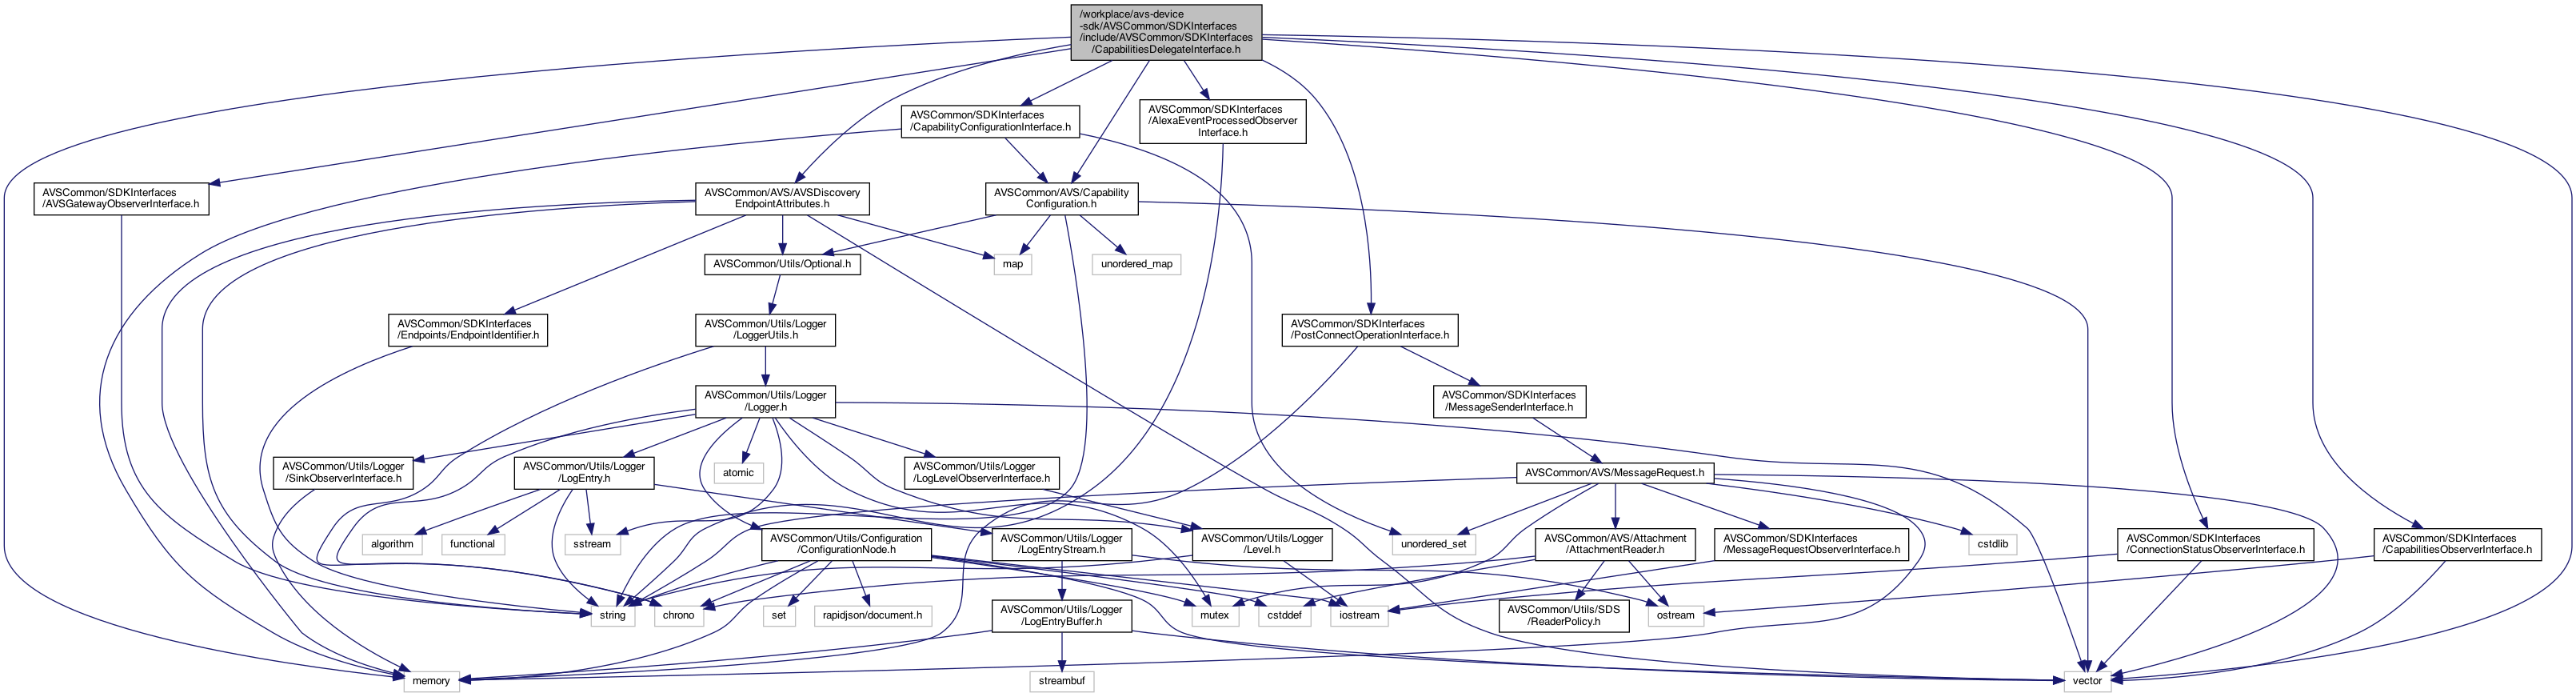 /workplace/avs-device
-sdk/AVSCommon/SDKInterfaces
/include/AVSCommon/SDKInterfaces
/CapabilitiesDelegateInterface.h
AVSCommon/SDKInterfaces
/CapabilityConfigurationInterface.h
AVSCommon/SDKInterfaces
/AlexaEventProcessedObserver
Interface.h
AVSCommon/SDKInterfaces
/AVSGatewayObserverInterface.h
AVSCommon/AVS/AVSDiscovery
EndpointAttributes.h
AVSCommon/AVS/Capability
Configuration.h
AVSCommon/Utils/Optional.h
map
unordered_map
AVSCommon/SDKInterfaces
/Endpoints/EndpointIdentifier.h
AVSCommon/Utils/Logger
/LoggerUtils.h
AVSCommon/SDKInterfaces
/PostConnectOperationInterface.h
AVSCommon/Utils/Logger
/Logger.h
AVSCommon/SDKInterfaces
/MessageSenderInterface.h
AVSCommon/Utils/Logger
/SinkObserverInterface.h
AVSCommon/Utils/Logger
/LogEntry.h
atomic
AVSCommon/Utils/Logger
/LogLevelObserverInterface.h
AVSCommon/AVS/MessageRequest.h
algorithm
functional
sstream
AVSCommon/Utils/Configuration
/ConfigurationNode.h
AVSCommon/Utils/Logger
/LogEntryStream.h
AVSCommon/Utils/Logger
/Level.h
unordered_set
AVSCommon/AVS/Attachment
/AttachmentReader.h
AVSCommon/SDKInterfaces
/MessageRequestObserverInterface.h
cstdlib
AVSCommon/SDKInterfaces
/ConnectionStatusObserverInterface.h
AVSCommon/SDKInterfaces
/CapabilitiesObserverInterface.h
string
chrono
set
rapidjson/document.h
AVSCommon/Utils/Logger
/LogEntryBuffer.h
mutex
cstddef
iostream
AVSCommon/Utils/SDS
/ReaderPolicy.h
ostream
memory
streambuf
vector